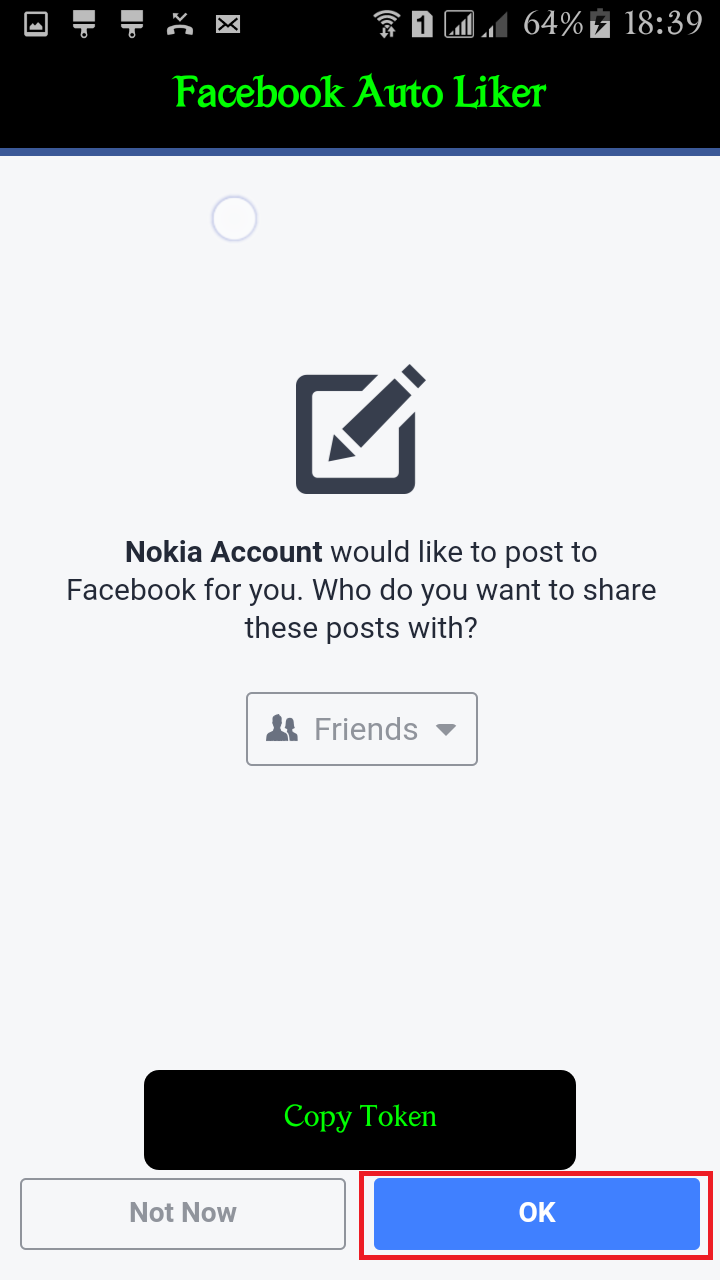 1 64% 18:39
Facebook Auto Liker
Nokia Account would like to post to
Facebook for you. Who do you want to share
these posts with?
Friends
Copy Token
Not Now
OK